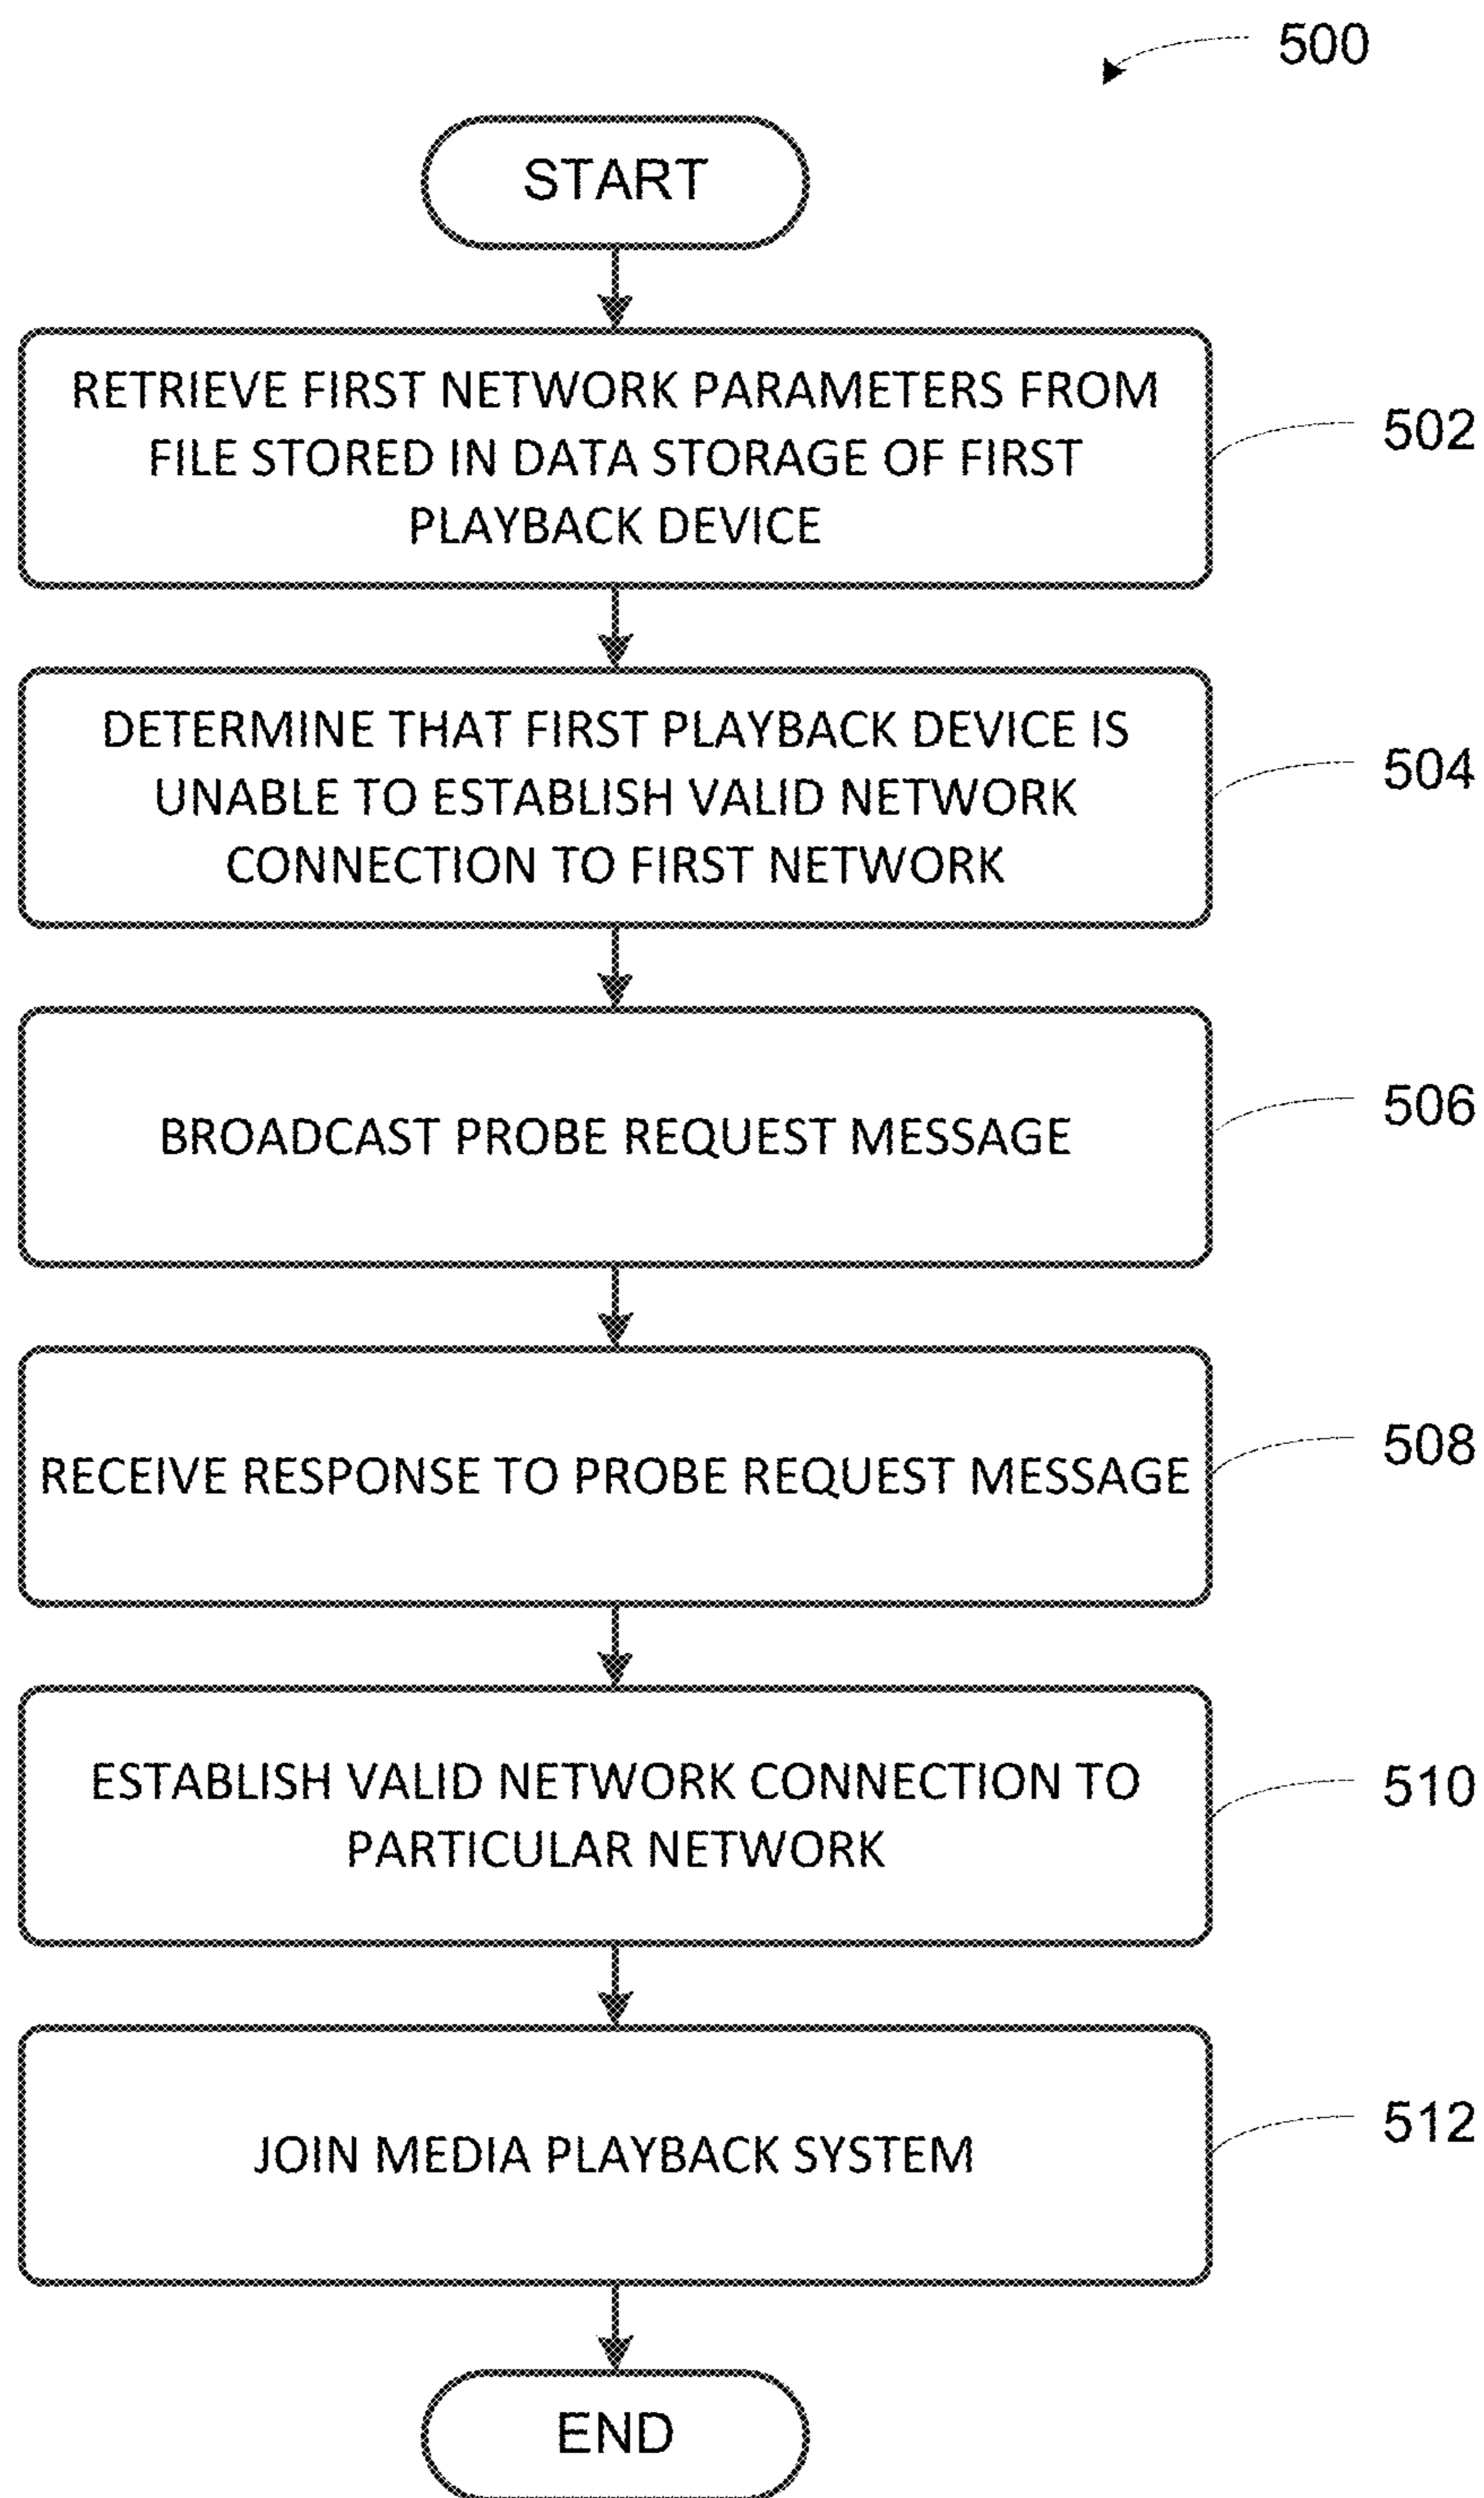 500
START
RETRIEVE FIRST NETWORK PARAMETERS FROM
FILE STORED IN DATA STORAGE OF FIRST
PLAYBACK DEVICE
502
DETERMINE THAT FIRST PLAYBACK DEVICE IS
UNABLE TO ESTABLISH VALID NETWORK
CONNECTION TO FIRST NETWORK
504
BROADCAST PROBE REQUEST MESSAGE
506
RECEIVE RESPONSE TO PROBE REQUEST MESSAGE
508
ESTABLISH VALID NETWORK CONNECTION TO
PARTICULAR NETWORK
510
JOIN MEDIA PLAYBACK SYSTEM
512
END